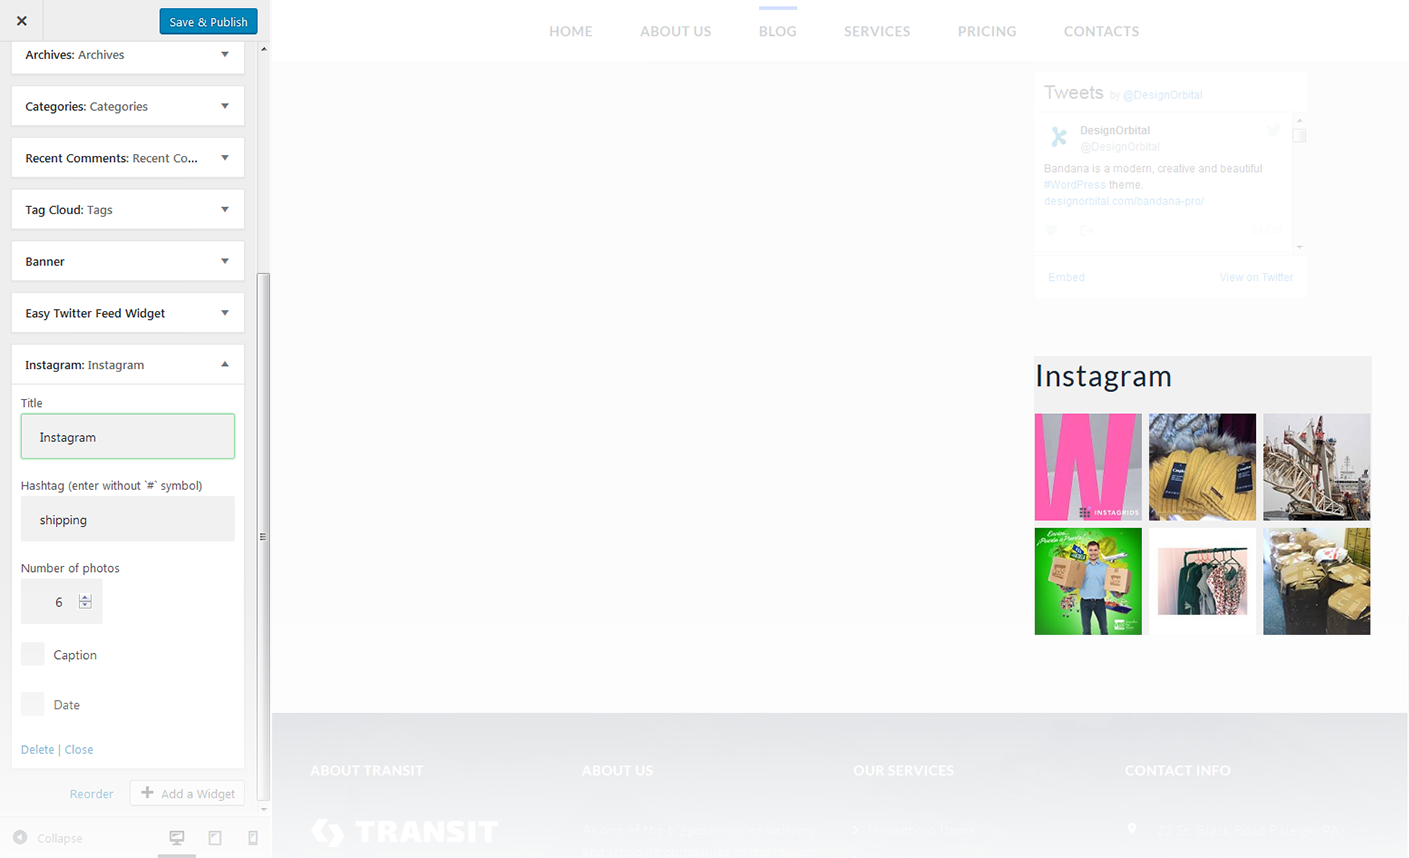 Save & Publish
Archives: Archives
Categories: Categories
Recent Comments: Recent Co...
Tag Cloud: Tags
Banner
Easy Twitter Feed Widget
Instagram: Instagram
Title
Instagram
Hashtag (enter without `#` symbol)
shipping
Number of photos
6
Caption
Date
Delete | Close
Reorder
Add a Widget
Collapse
HOME
ABOUT US
BLOG
SERVICES
PRICING
CONTACTS
Tweets by @DesignOrbital
DesignOrbital
@DesignOrbital
Bandana is a modern, creative and beautiful
#WordPress theme.
designorbital.com/bandana-pro/
Embed
View on Twitter
Instagram
W
INSTAGRIDS
ABOUT TRANSIT
TRANSIT
ABOUT US
OUR SERVICES
CONTACT INFO